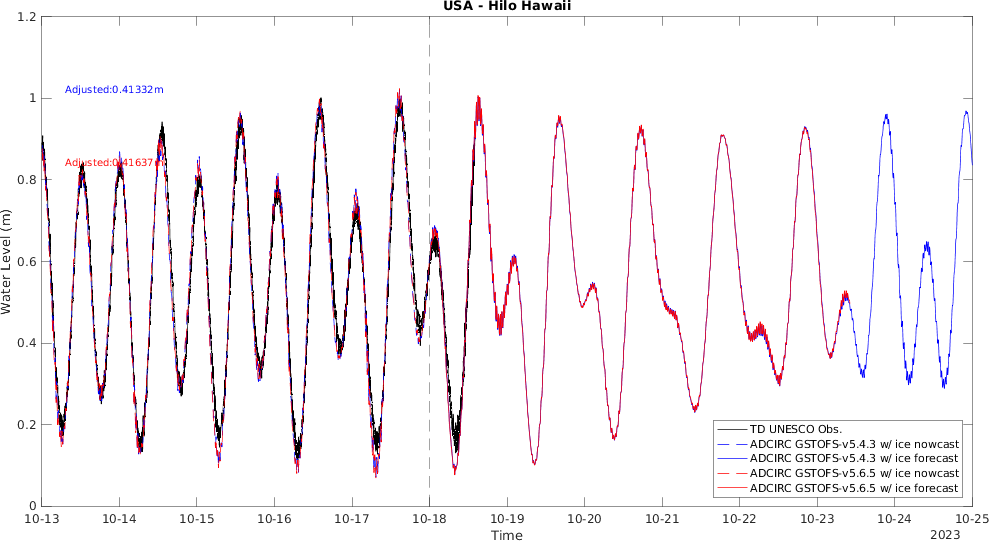 USA - Hilo Hawaii
1.2
1
0.8
0.6
0.4
0.2
0
Water Level (m)
Adjusted:0.41332m
Adjusted:0.41637m
TD UNESCO Obs.
ADCIRC GSTOFS-v5.4.3 w/ ice nowcast
ADCIRC GSTOFS-v5.4.3 w/ ice forecast
ADCIRC GSTOFS-v5.6.5 w/ ice nowcast
ADCIRC GSTOFS-v5.6.5 w/ ice forecast
10-13 10-14 10-15 10-16 10-17 10-18 10-19 10-20 10-21 10-22 10-23 10-24 10-25
Time
2023